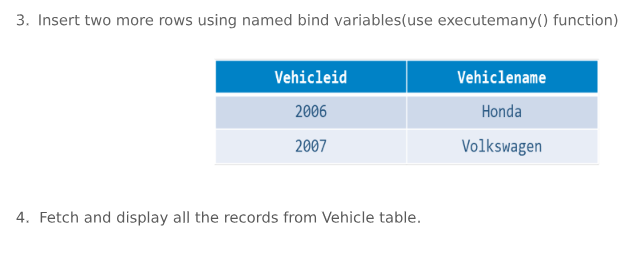 3. Insert two more rows using named bind variables(use executemany() function)
Vehicleid Vehiclename
2006 Honda
2007 Volkswagen
4. Fetch and display all the records from Vehicle table.